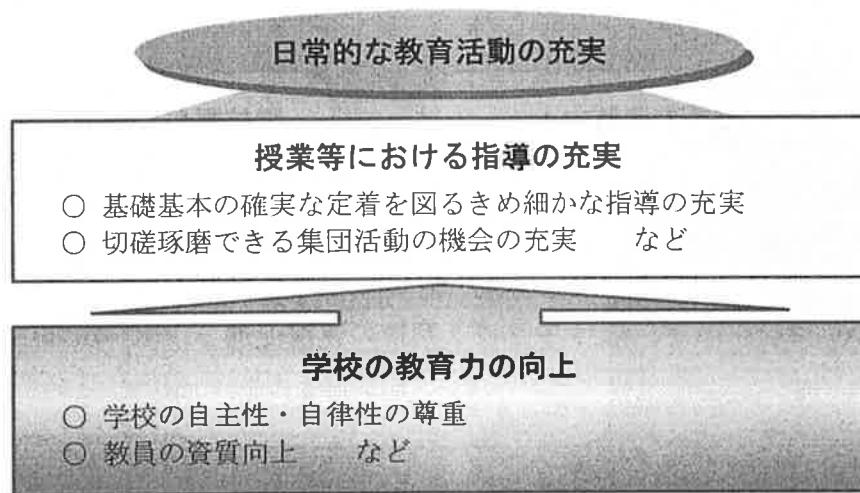 日常的な教育活動の充実
授業等における指導の充実
○ 基礎基本の確実な定着を図るきめ細かな指導の充実
○ 切磋琢磨できる集団活動の機会の充実　　など
学校の教育力の向上
○ 学校の自主性・自律性の尊重
○ 教員の資質向上　　など